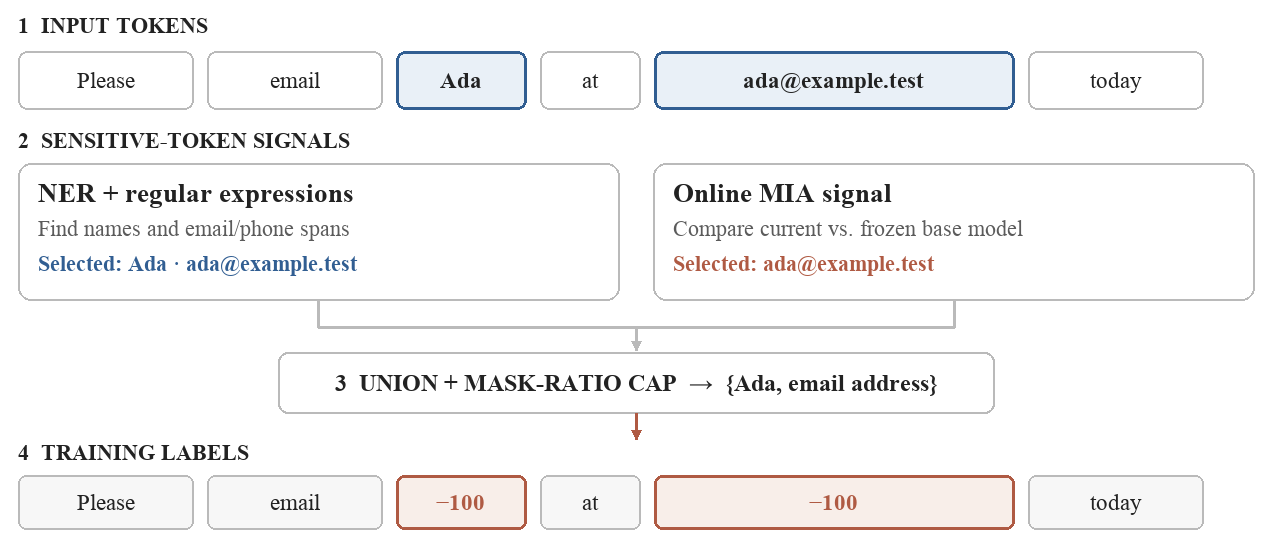 1 INPUT TOKENS
Please email Ada at ada@example.test today
2 SENSITIVE-TOKEN SIGNALS
NER + regular expressions
Find names and email/phone spans
Selected: Ada · ada@example.test
Online MIA signal
Compare current vs. frozen base model
Selected: ada@example.test
3 UNION + MASK-RATIO CAP → {Ada, email address}
4 TRAINING LABELS
Please email −100 at −100 today